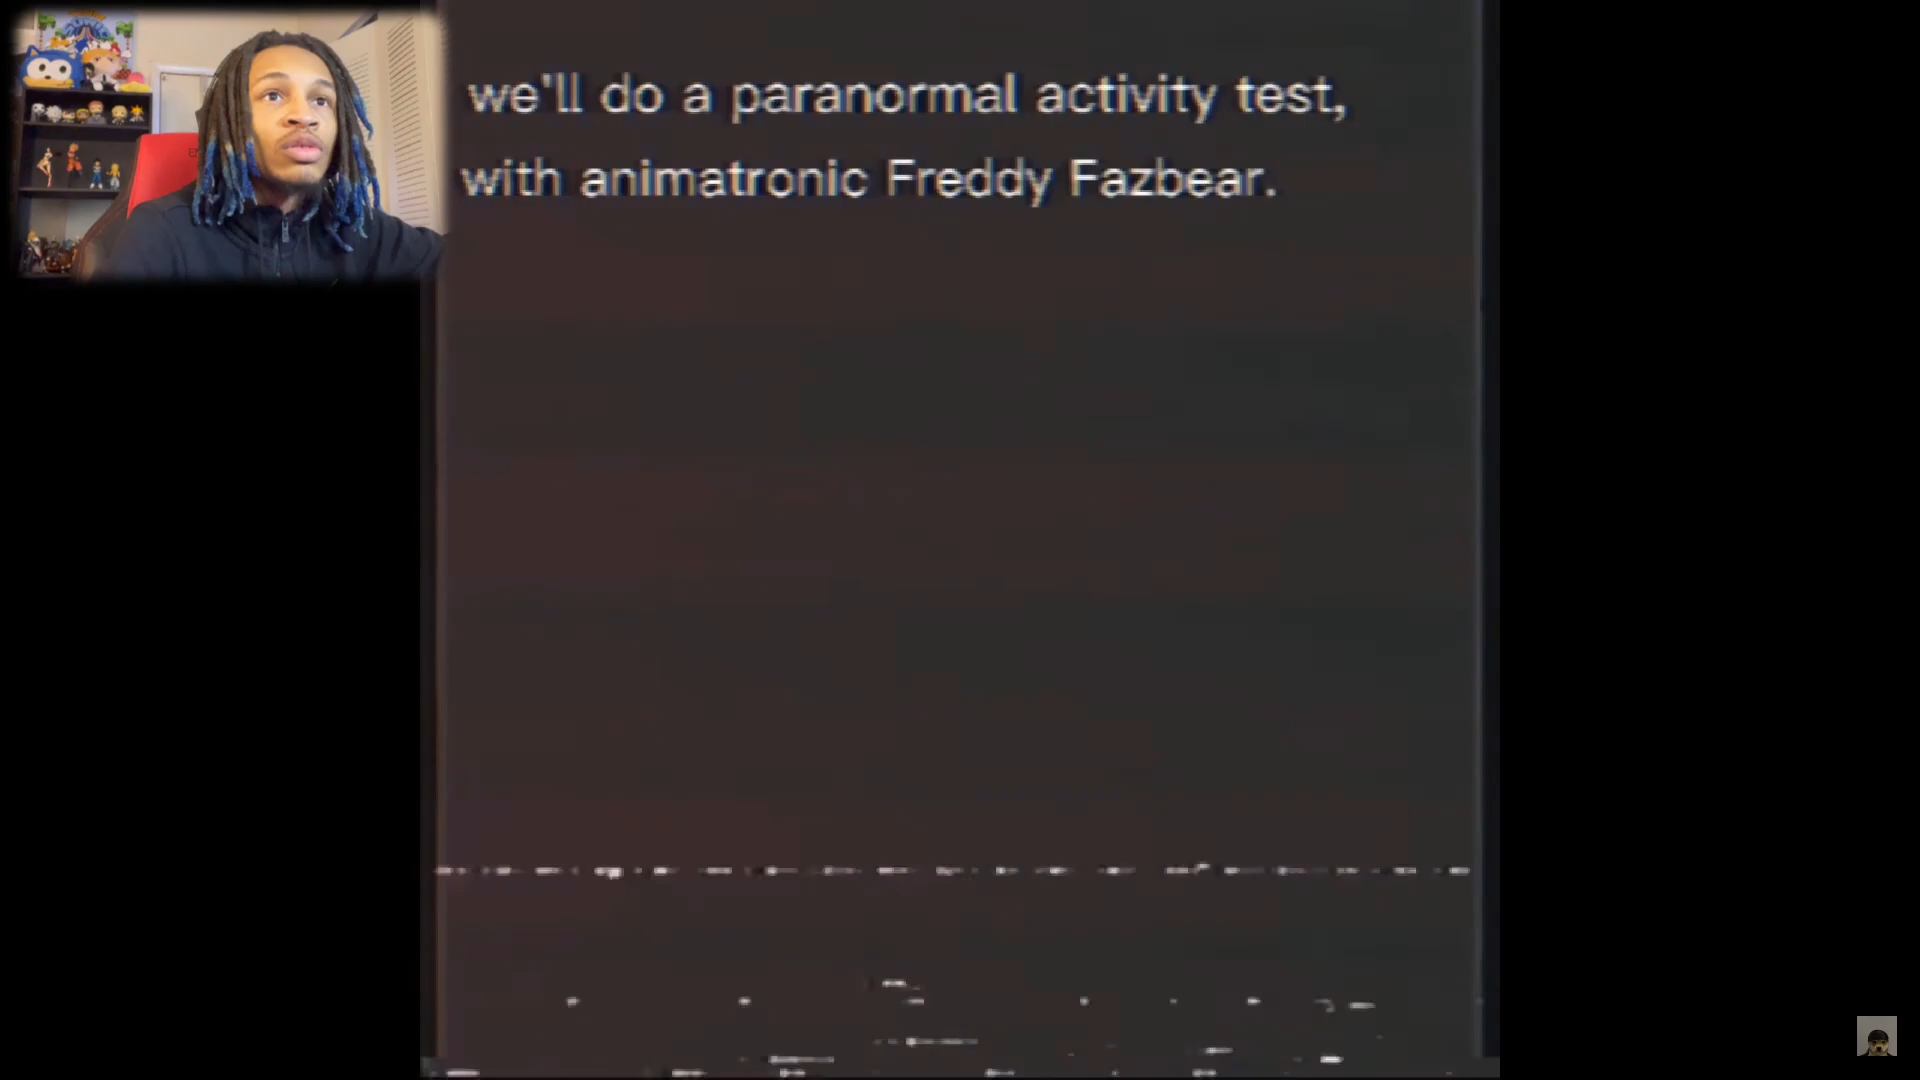 we'll do a paranormal activity test,
with animatronic Freddy Fazbear.